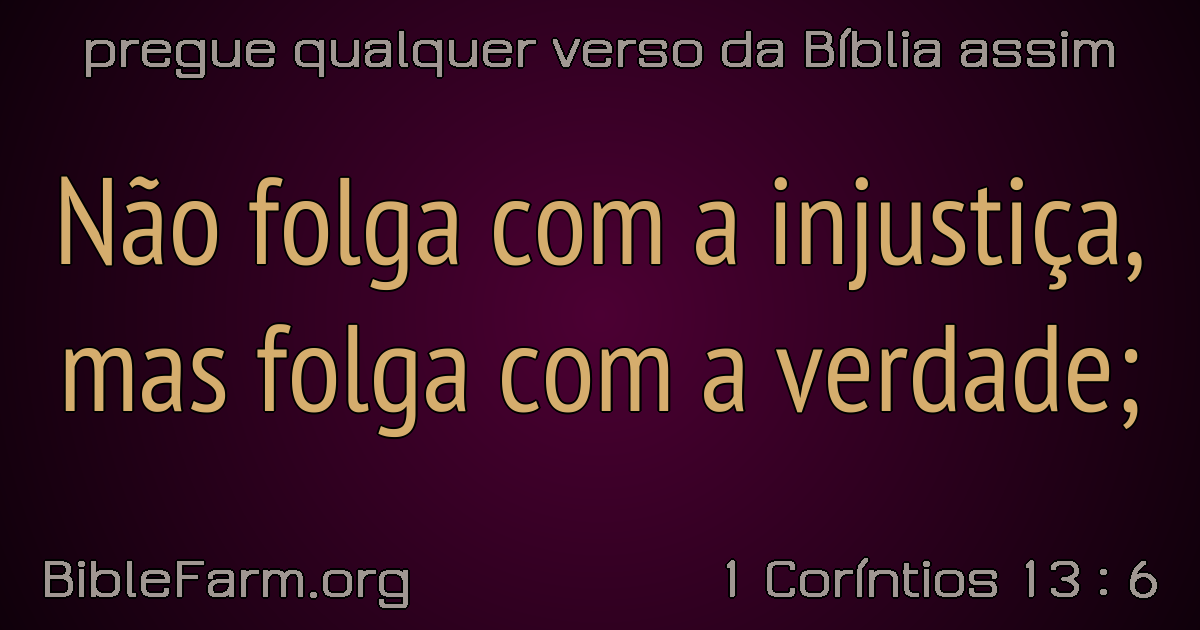 pregue qualquer verso da Bíblia assim
Não folga com a injustiça,
mas folga com a verdade;
BibleFarm.org
1 Coríntios 13 : 6